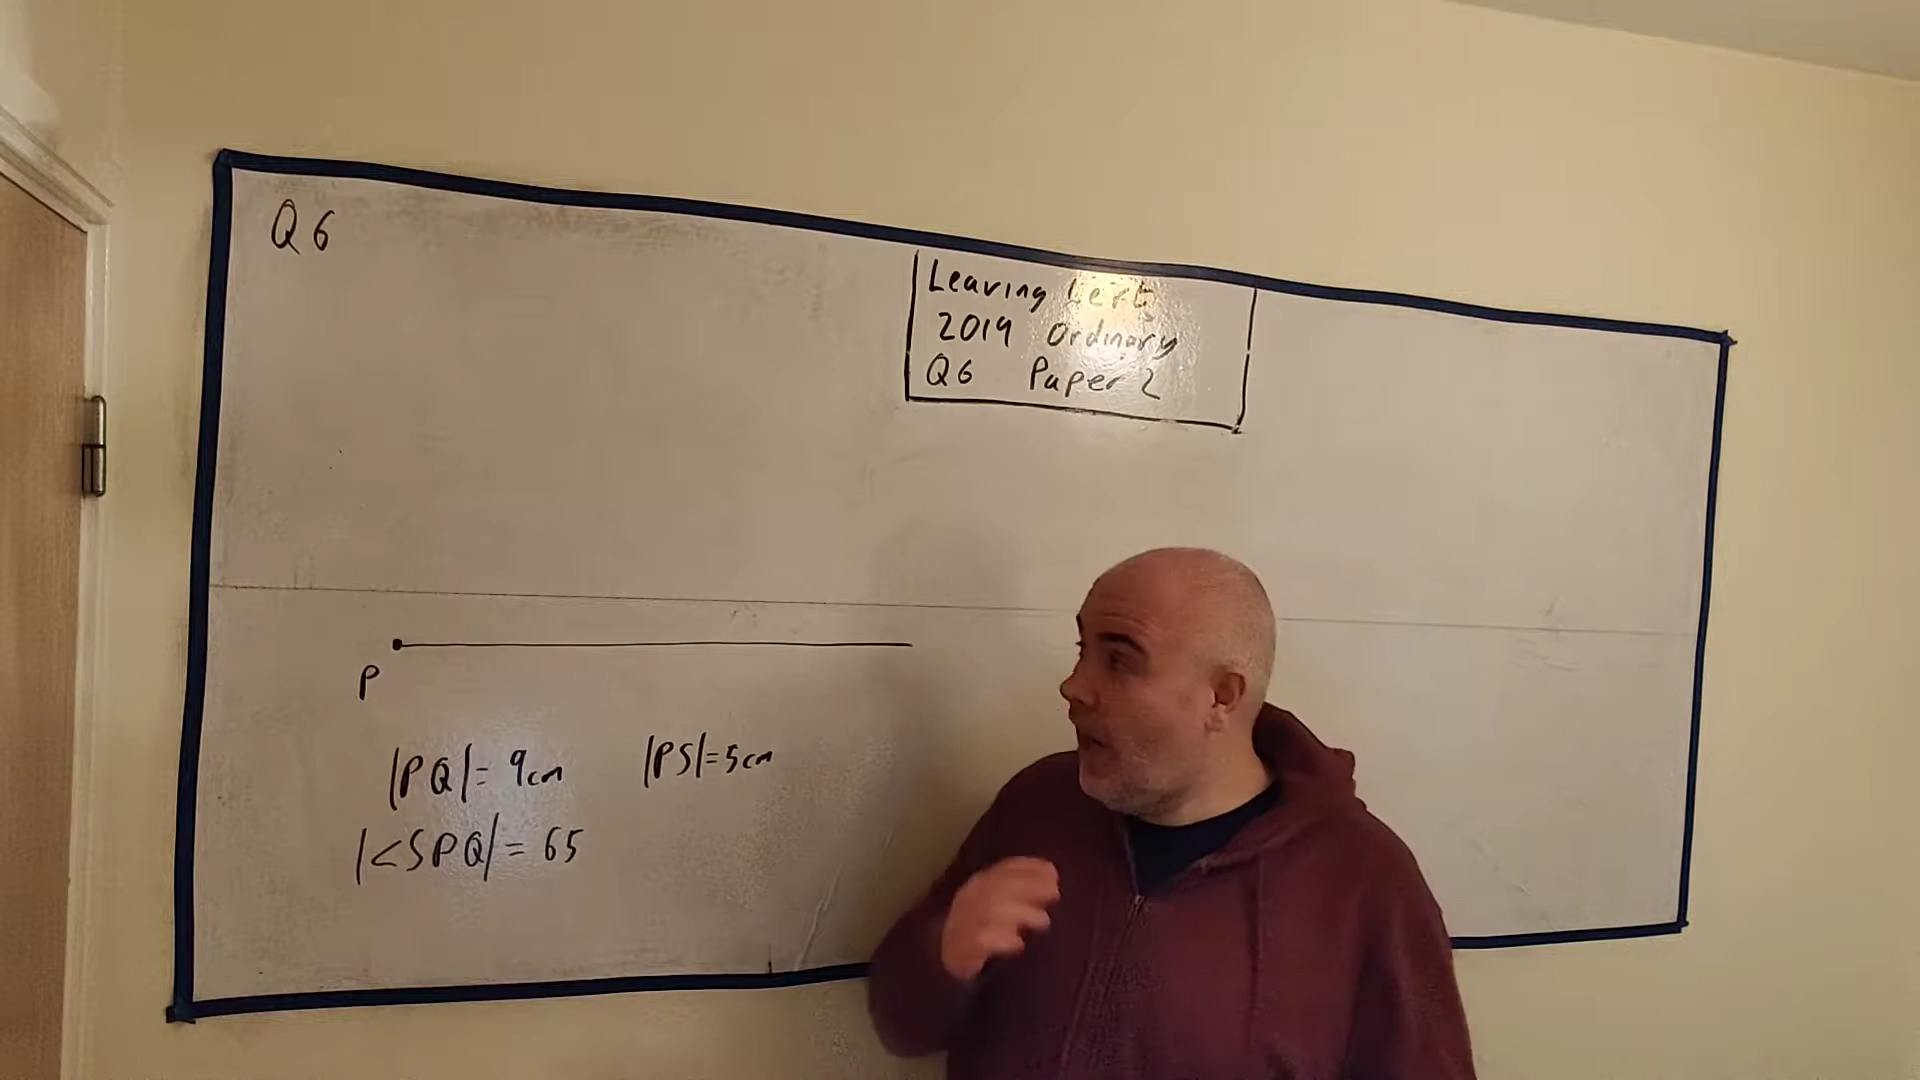 Q6
Leaving Cert
2019 Ordinary
Q6 Paper 2
P
|PQ|= 9cm |PS|=5cm
|<SPQ|= 65